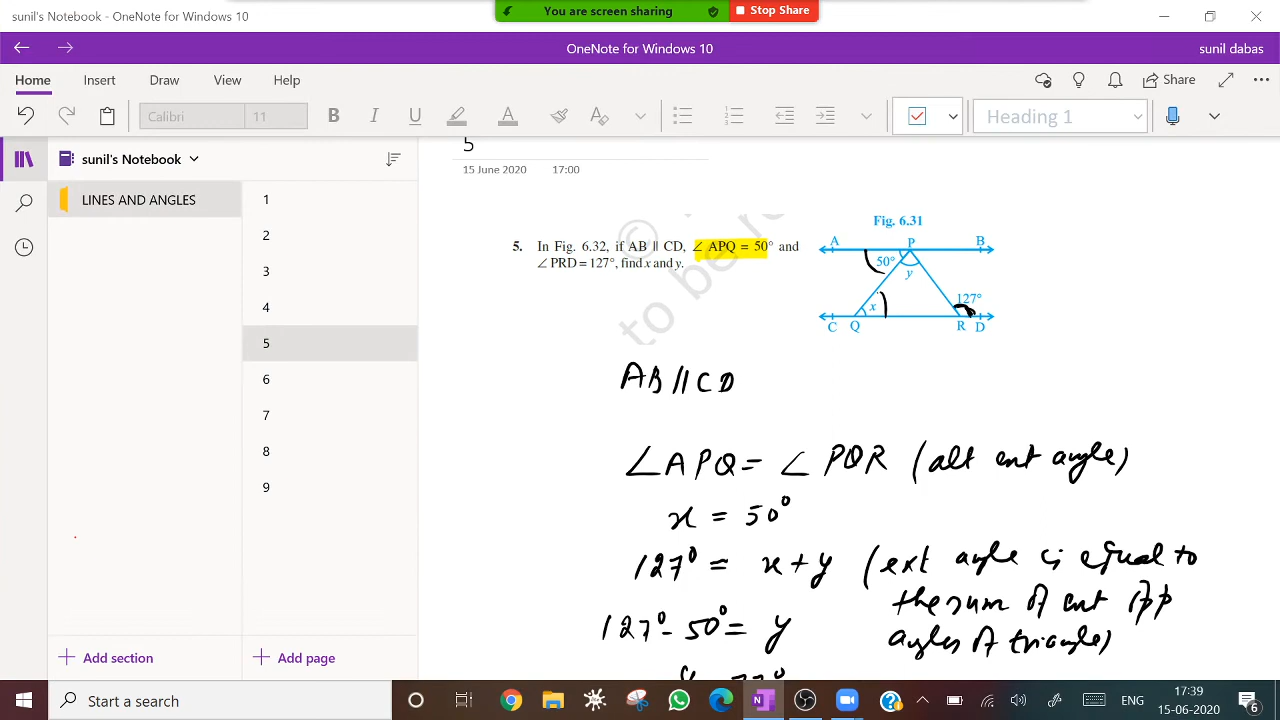 You are screen sharing
Stop Share
sunil's Notebook - OneNote for Windows 10
OneNote for Windows 10
sunil dabas
Home Insert Draw View Help
Share
Calibri 11 B I U A
Heading 1
sunil's Notebook
LINES AND ANGLES
1
2
3
4
5
6
7
8
9
Add section
Add page
5
15 June 2020 17:00
©
to be
Fig. 6.31
5. In Fig. 6.32, if AB || CD, ∠ APQ = 50° and
∠ PRD = 127°, find x and y.
A P B
50° y
127°
x
C Q R D
AB || CD
∠APQ = ∠ PQR (alt int angle)
x = 50°
127° = x + y (ext angle is equal to
the sum of int opp
angles of triangle)
127° - 50° = y
Start a Search
Search
ENG
17:39
15-06-2020
6